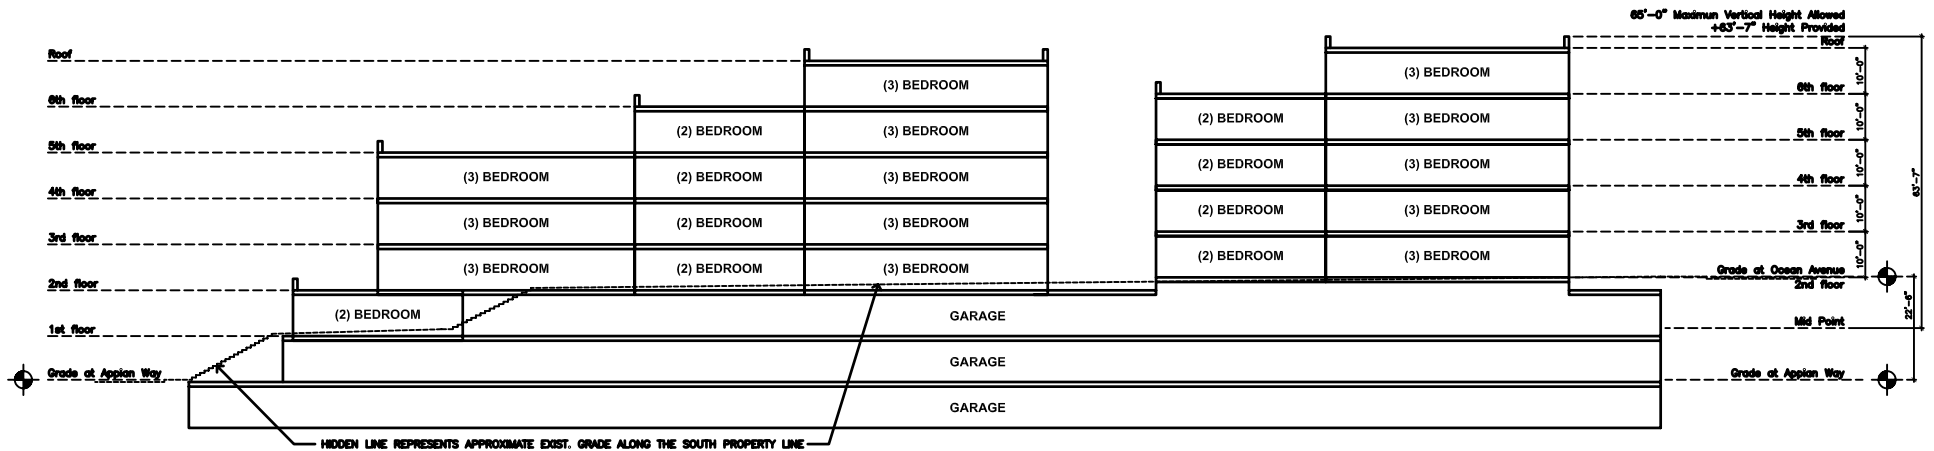 65'-0" Maximun Vertical Height Allowed
+63'-7" Height Provided
Roof
Roof
(3) BEDROOM
10'-0"
(3) BEDROOM
6th floor
6th floor
(2) BEDROOM
(3) BEDROOM
(2) BEDROOM
(3) BEDROOM
10'-0"
5th floor
5th floor
(3) BEDROOM
(2) BEDROOM
(3) BEDROOM
(2) BEDROOM
(3) BEDROOM
10'-0"
63'-7"
4th floor
4th floor
(3) BEDROOM
(2) BEDROOM
(3) BEDROOM
(2) BEDROOM
(3) BEDROOM
10'-0"
3rd floor
3rd floor
(3) BEDROOM
(2) BEDROOM
(3) BEDROOM
(2) BEDROOM
(3) BEDROOM
10'-0"
Grade at Ocean Avenue
2nd floor
2nd floor
(2) BEDROOM
GARAGE
22'-6"
Mid Point
1st floor
GARAGE
Grade at Appian Way
Grade at Appian Way
GARAGE
HIDDEN LINE REPRESENTS APPROXIMATE EXIST. GRADE ALONG THE SOUTH PROPERTY LINE